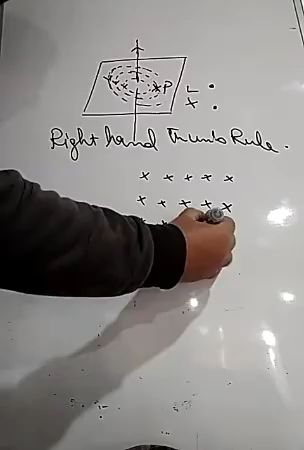 P
L •
X •
Right hand Thumb Rule.
x x x x x
x x x x x